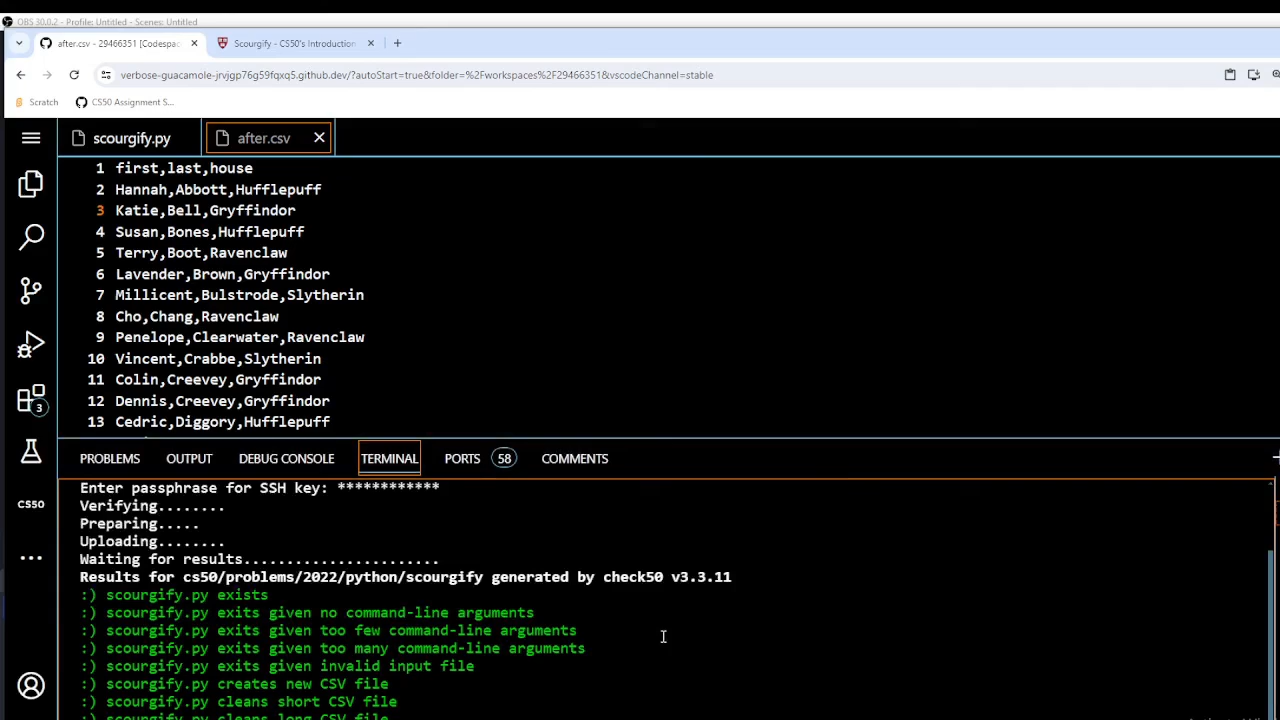 OBS 30.0.2 - Profile: Untitled - Scenes: Untitled
after.csv - 29466351 [Codespac
Scourgify - CS50's Introduction
verbose-guacamole-jrvjgp76g59fqxq5.github.dev/?autoStart=true&folder=%2Fworkspaces%2F29466351&vscodeChannel=stable
Scratch
CS50 Assignment S...
scourgify.py
after.csv
1 first,last,house
2 Hannah,Abbott,Hufflepuff
3 Katie,Bell,Gryffindor
4 Susan,Bones,Hufflepuff
5 Terry,Boot,Ravenclaw
6 Lavender,Brown,Gryffindor
7 Millicent,Bulstrode,Slytherin
8 Cho,Chang,Ravenclaw
9 Penelope,Clearwater,Ravenclaw
10 Vincent,Crabbe,Slytherin
11 Colin,Creevey,Gryffindor
12 Dennis,Creevey,Gryffindor
13 Cedric,Diggory,Hufflepuff
3
CS50
PROBLEMS OUTPUT DEBUG CONSOLE TERMINAL PORTS 58 COMMENTS
Enter passphrase for SSH key: ************
Verifying........
Preparing.....
Uploading........
Waiting for results.......................
Results for cs50/problems/2022/python/scourgify generated by check50 v3.3.11
:) scourgify.py exists
:) scourgify.py exits given no command-line arguments
:) scourgify.py exits given too few command-line arguments
:) scourgify.py exits given too many command-line arguments
:) scourgify.py exits given invalid input file
:) scourgify.py creates new CSV file
:) scourgify.py cleans short CSV file
:) scourgify.py cleans long CSV file